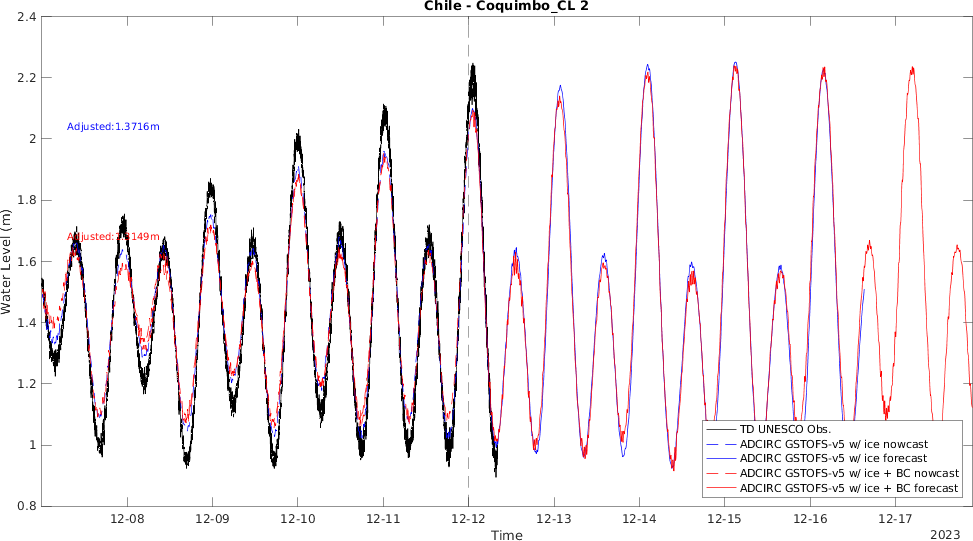 Chile - Coquimbo_CL 2
2.4
2.2
2
1.8
1.6
1.4
1.2
1
0.8
Water Level (m)
Adjusted:1.3716m
12-08
12-09
12-10
12-11
12-12
12-13
12-14
12-15
12-16
12-17
Time
2023
TD UNESCO Obs.
ADCIRC GSTOFS-v5 w/ ice nowcast
ADCIRC GSTOFS-v5 w/ ice forecast
ADCIRC GSTOFS-v5 w/ ice + BC nowcast
ADCIRC GSTOFS-v5 w/ ice + BC forecast